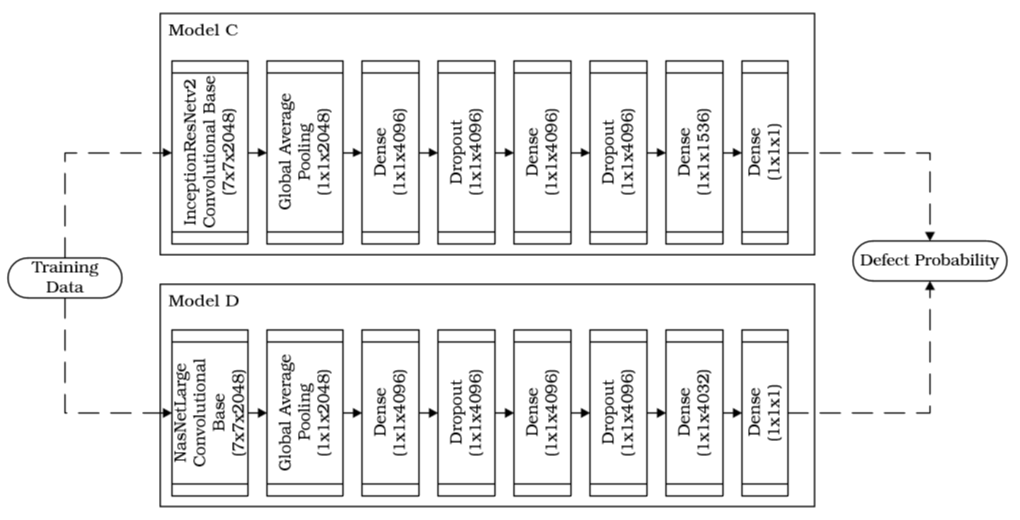 Model C
InceptionResNetv2
Convolutional Base
(7x7x2048)
Global Average
Pooling
(1x1x2048)
Dense
(1x1x4096)
Dropout
(1x1x4096)
Dense
(1x1x4096)
Dropout
(1x1x4096)
Dense
(1x1x1536)
Dense
(1x1x1)
Training
Data
Defect Probability
Model D
NasNetLarge
Convolutional
Base
(7x7x2048)
Global Average
Pooling
(1x1x2048)
Dense
(1x1x4096)
Dropout
(1x1x4096)
Dense
(1x1x4096)
Dropout
(1x1x4096)
Dense
(1x1x4032)
Dense
(1x1x1)